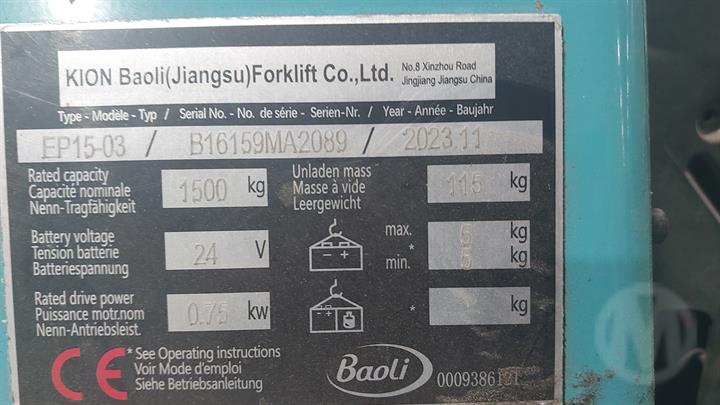 KION Baoli(Jiangsu)Forklift Co.,Ltd. No.8 Xinzhou Road
Jingjiang Jiangsu China
Type - Modèle - Typ / Serial No. - No. de série - Serien-Nr. / Year - Année - Baujahr
EP15-03 / B16159MA2089 / 2023.11
Rated capacity
Capacité nominale
Nenn-Tragfähigkeit
1500 kg
Unladen mass
Masse à vide
Leergewicht
115 kg
Battery voltage
Tension batterie
Batteriespannung
24 V
max. 5 kg
* min. 5 kg
Rated drive power
Puissance motr.nom
Nenn-Antriebsleist.
0.75 kw
* kg
CE
* See Operating instructions
Voir Mode d'emploi
Siehe Betriebsanleitung
Baoli
M